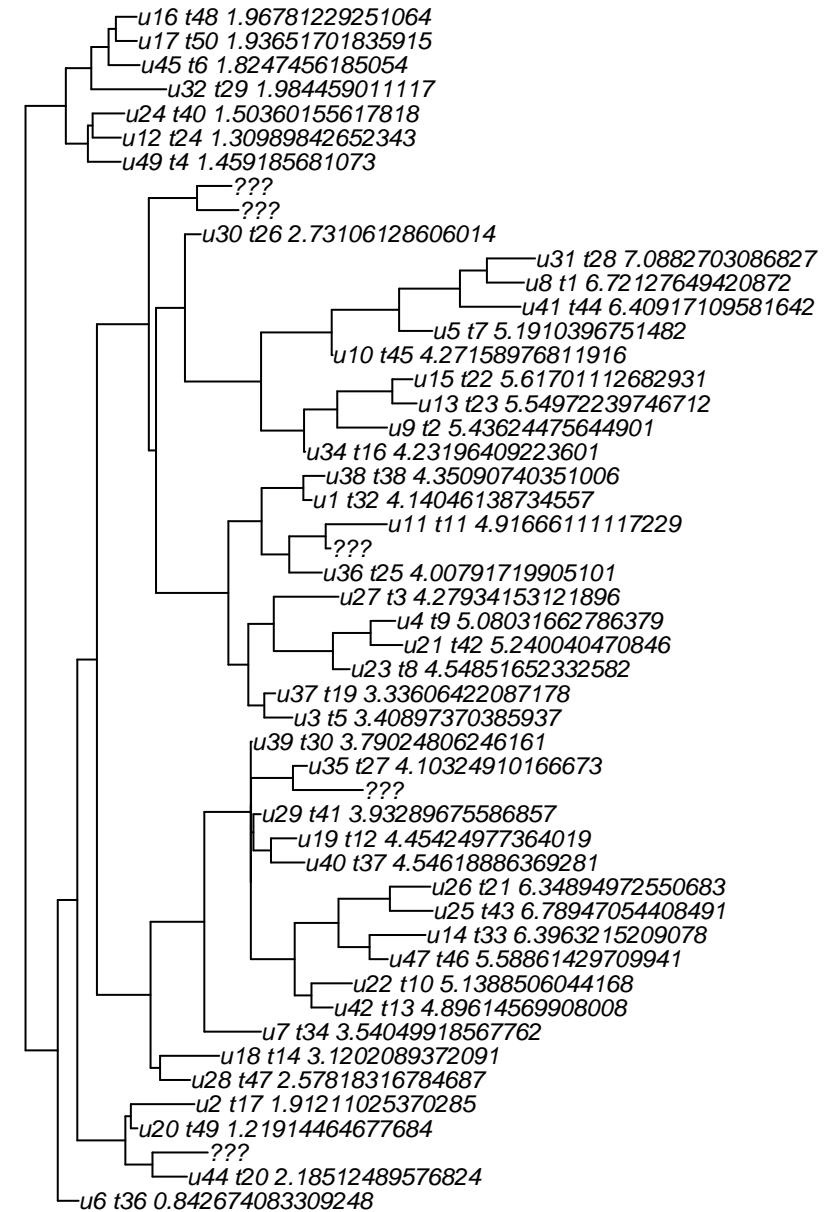 u16 t48 1.96781229251064
u17 t50 1.93651701835915
u45 t6 1.8247456185054
u32 t29 1.984459011117
u24 t40 1.50360155617818
u12 t24 1.30989842652343
u49 t4 1.459185681073
???
???
u30 t26 2.73106128606014
u31 t28 7.0882703086827
u8 t1 6.72127649420872
u41 t44 6.40917109581642
u5 t7 5.1910396751482
u10 t45 4.27158976811916
u15 t22 5.61701112682931
u13 t23 5.54972239746712
u9 t2 5.43624475644901
u34 t16 4.23196409223601
u38 t38 4.35090740351006
u1 t32 4.14046138734557
u11 t11 4.91666111117229
???
u36 t25 4.00791719905101
u27 t3 4.27934153121896
u4 t9 5.08031662786379
u21 t42 5.240040470846
u23 t8 4.54851652332582
u37 t19 3.33606422087178
u3 t5 3.40897370385937
u39 t30 3.79024806246161
u35 t27 4.10324910166673
???
u29 t41 3.93289675586857
u19 t12 4.45424977364019
u40 t37 4.54618886369281
u26 t21 6.34894972550683
u25 t43 6.78947054408491
u14 t33 6.3963215209078
u47 t46 5.58861429709941
u22 t10 5.1388506044168
u42 t13 4.89614569908008
u7 t34 3.54049918567762
u18 t14 3.1202089372091
u28 t47 2.57818316784687
u2 t17 1.91211025370285
u20 t49 1.21914464677684
???
u44 t20 2.18512489576824
u6 t36 0.842674083309248